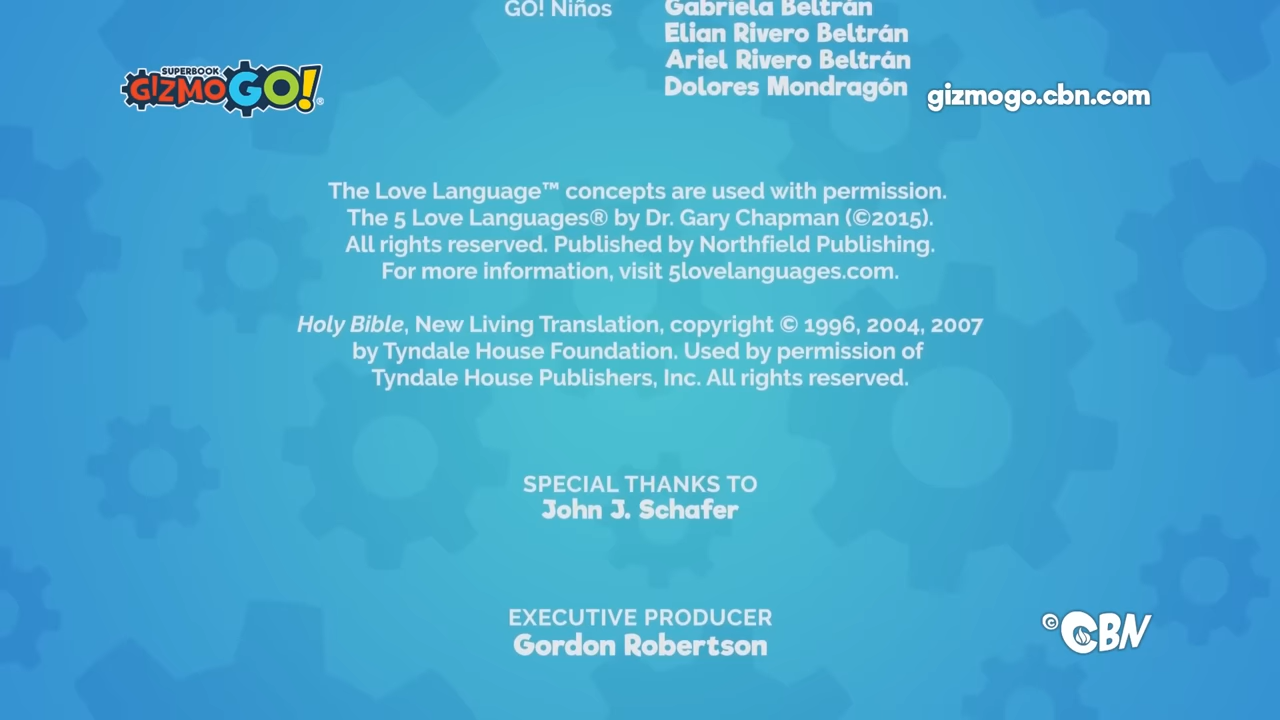 GO! Niños
Gabriela Beltrán
Elian Rivero Beltrán
Ariel Rivero Beltrán
Dolores Mondragón
SUPERBOOK
GIZMO GO!®
gizmogo.cbn.com
The Love Language™ concepts are used with permission.
The 5 Love Languages® by Dr. Gary Chapman (©2015).
All rights reserved. Published by Northfield Publishing.
For more information, visit 5lovelanguages.com.
Holy Bible, New Living Translation, copyright © 1996, 2004, 2007
by Tyndale House Foundation. Used by permission of
Tyndale House Publishers, Inc. All rights reserved.
SPECIAL THANKS TO
John J. Schafer
EXECUTIVE PRODUCER
Gordon Robertson
© CBN